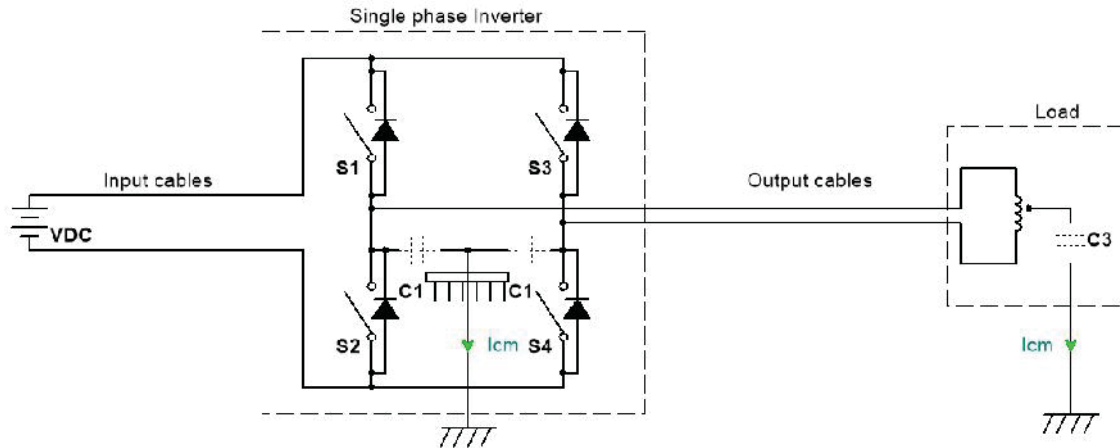 Single phase Inverter
Load
Input cables
S1
S3
Output cables
VDC
C3
C1
C1
S2
Icm
S4
Icm